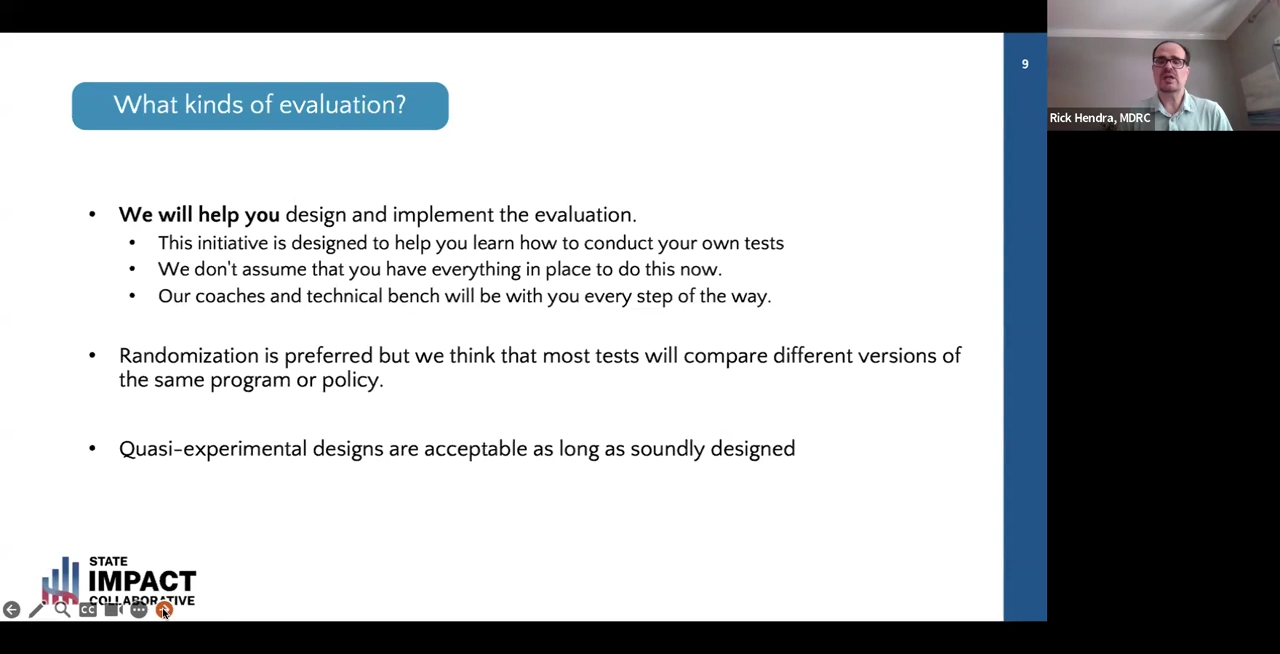 What kinds of evaluation?
9
Rick Hendra, MDRC
• We will help you design and implement the evaluation.
• This initiative is designed to help you learn how to conduct your own tests
• We don't assume that you have everything in place to do this now.
• Our coaches and technical bench will be with you every step of the way.
• Randomization is preferred but we think that most tests will compare different versions of
the same program or policy.
• Quasi-experimental designs are acceptable as long as soundly designed
STATE
IMPACT
COLLABORATIVE
CC